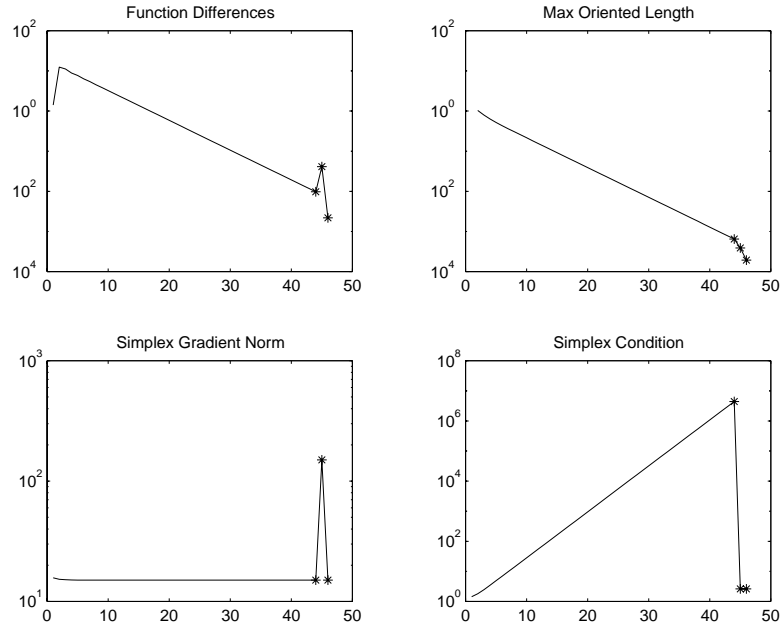 Function Differences
10^2
10^0
10^2
10^4
0 10 20 30 40 50
Max Oriented Length
10^2
10^0
10^2
10^4
0 10 20 30 40 50
Simplex Gradient Norm
10^3
10^2
10^1
0 10 20 30 40 50
Simplex Condition
10^8
10^6
10^4
10^2
10^0
0 10 20 30 40 50